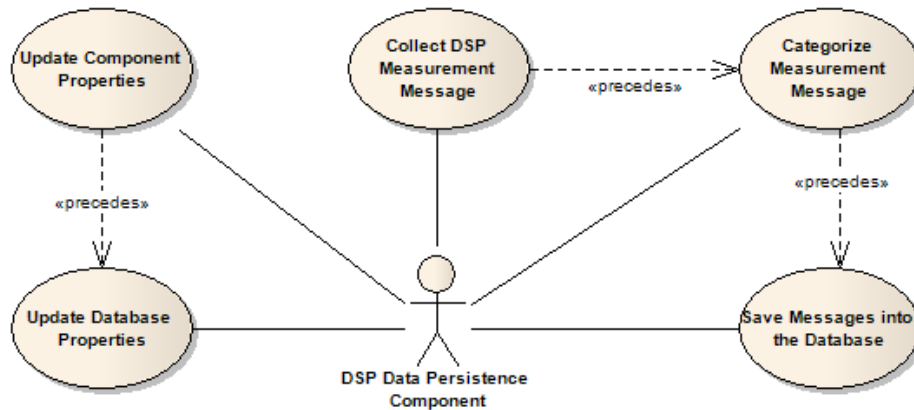 Update Component
Properties
Collect DSP
Measurement
Message
Categorize
Measurement
Message
«precedes»
«precedes»
«precedes»
Update Database
Properties
Save Messages into
the Database
DSP Data Persistence
Component